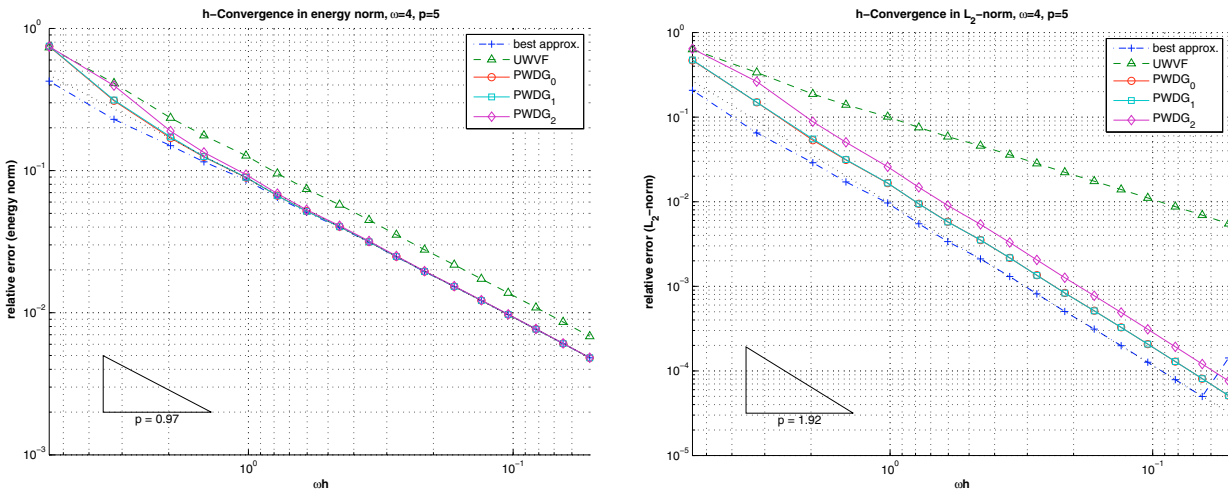 h−Convergence in energy norm, ω=4, p=5
10⁰
10⁻¹
10⁻²
10⁻³
relative error (energy norm)
best approx.
UWVF
PWDG₀
PWDG₁
PWDG₂
p = 0.97
10⁰
10⁻¹
ωh
h−Convergence in L₂−norm, ω=4, p=5
10⁰
10⁻¹
10⁻²
10⁻³
10⁻⁴
10⁻⁵
relative error (L₂−norm)
best approx.
UWVF
PWDG₀
PWDG₁
PWDG₂
p = 1.92
10⁰
10⁻¹
ωh